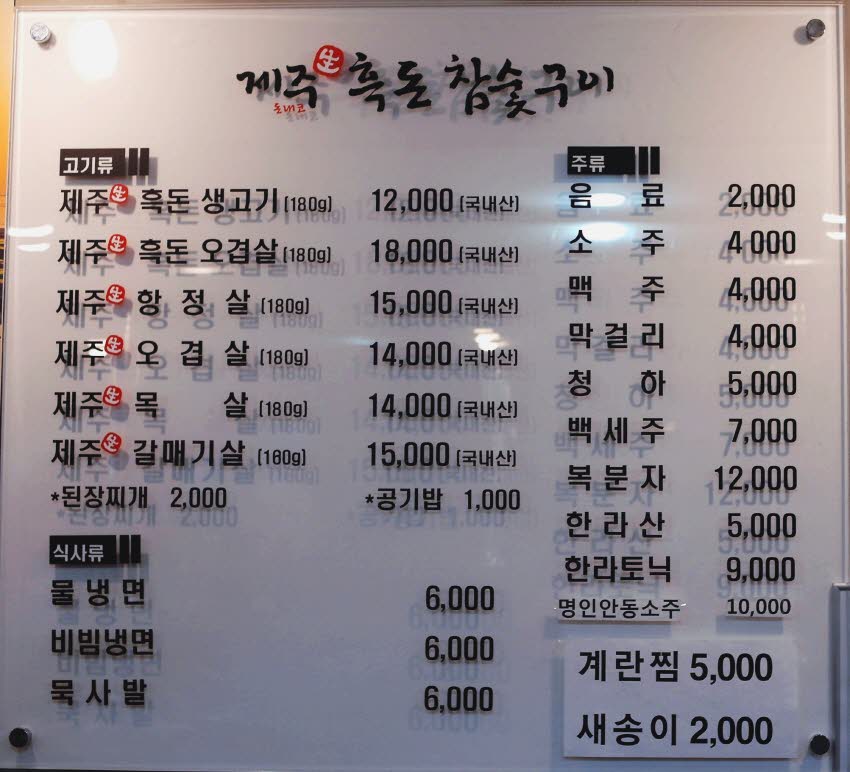 제주生 흑돈 참숯구이
돈내코
고기류
제주生 흑돈 생고기 (180g) 12,000 (국내산)
제주生 흑돈 오겹살 (180g) 18,000 (국내산)
제주生 항정살 (180g) 15,000 (국내산)
제주生 오겹살 (180g) 14,000 (국내산)
제주生 목살 (180g) 14,000 (국내산)
제주生 갈매기살 (160g) 15,000 (국내산)
*된장찌개 2,000 *공기밥 1,000
식사류
물냉면 6,000
비빔냉면 6,000
묵사발 6,000
주류
음료 2,000
소주 4,000
맥주 4,000
막걸리 4,000
청하 5,000
백세주 7,000
복분자 12,000
한라산 5,000
한라토닉 9,000
명인안동소주 10,000
계란찜 5,000
새송이 2,000